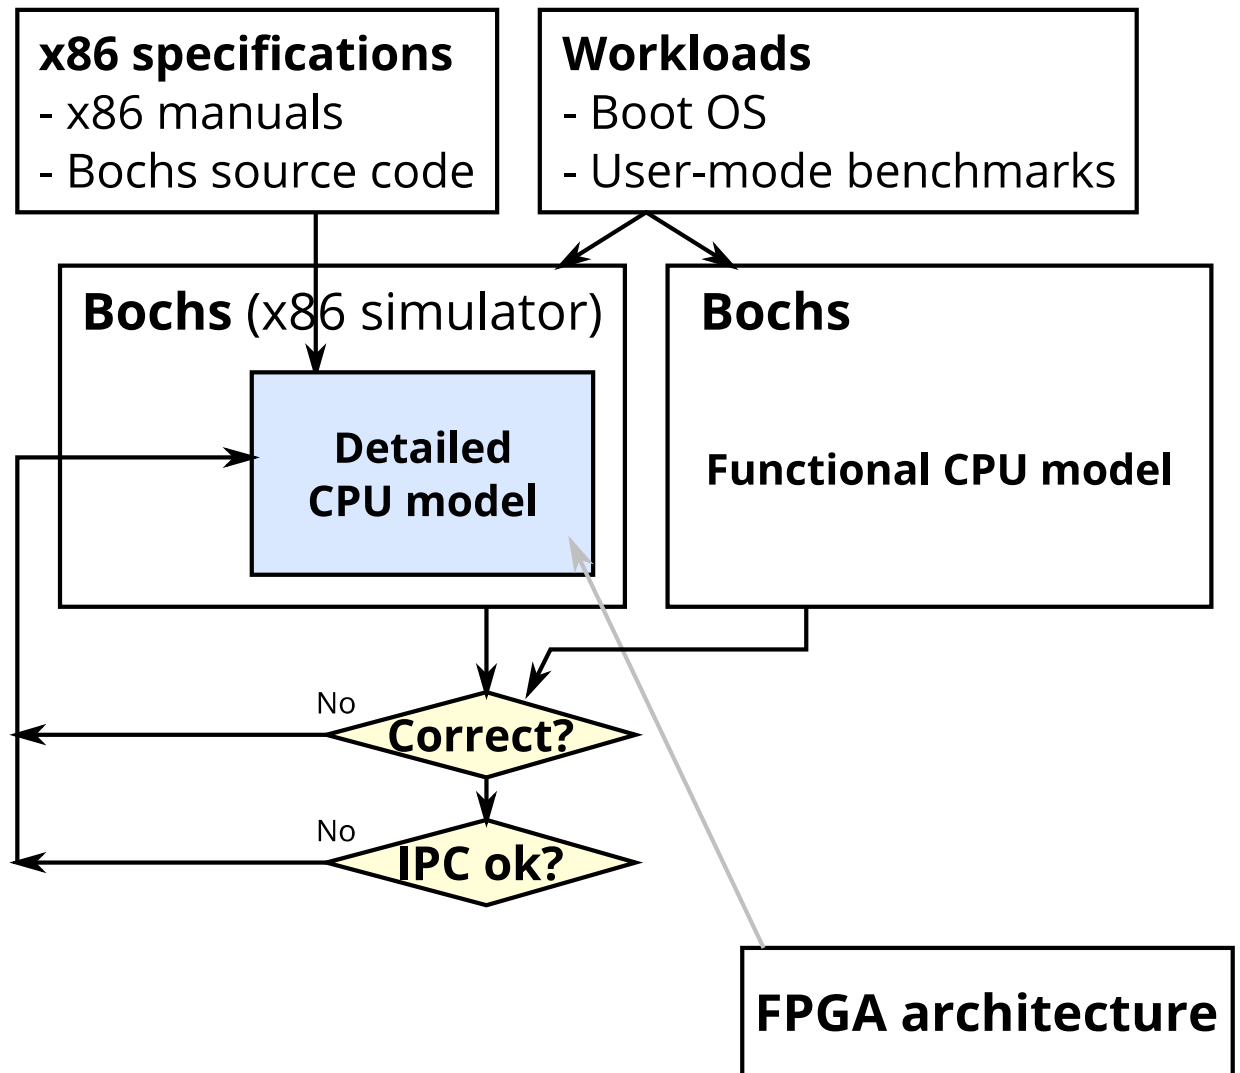 x86 specifications
- x86 manuals
- Bochs source code
Workloads
- Boot OS
- User-mode benchmarks
Bochs (x86 simulator)
Detailed
CPU model
Bochs
Functional CPU model
No
Correct?
No
IPC ok?
FPGA architecture